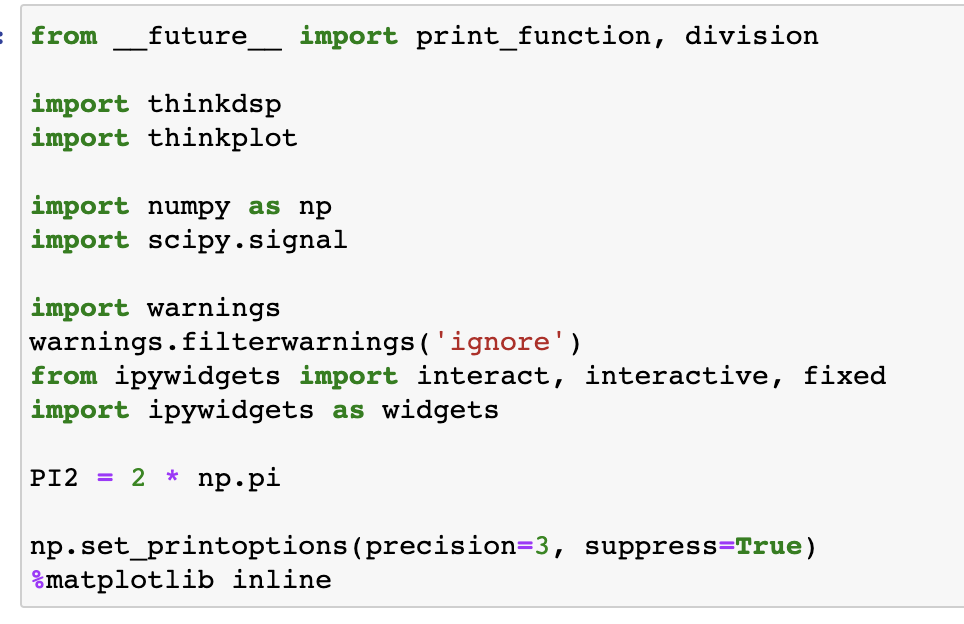 from __future__ import print_function, division
import thinkdsp
import thinkplot
import numpy as np
import scipy.signal
import warnings
warnings.filterwarnings('ignore')
from ipywidgets import interact, interactive, fixed
import ipywidgets as widgets
PI2 = 2 * np.pi
np.set_printoptions(precision=3, suppress=True)
%matplotlib inline